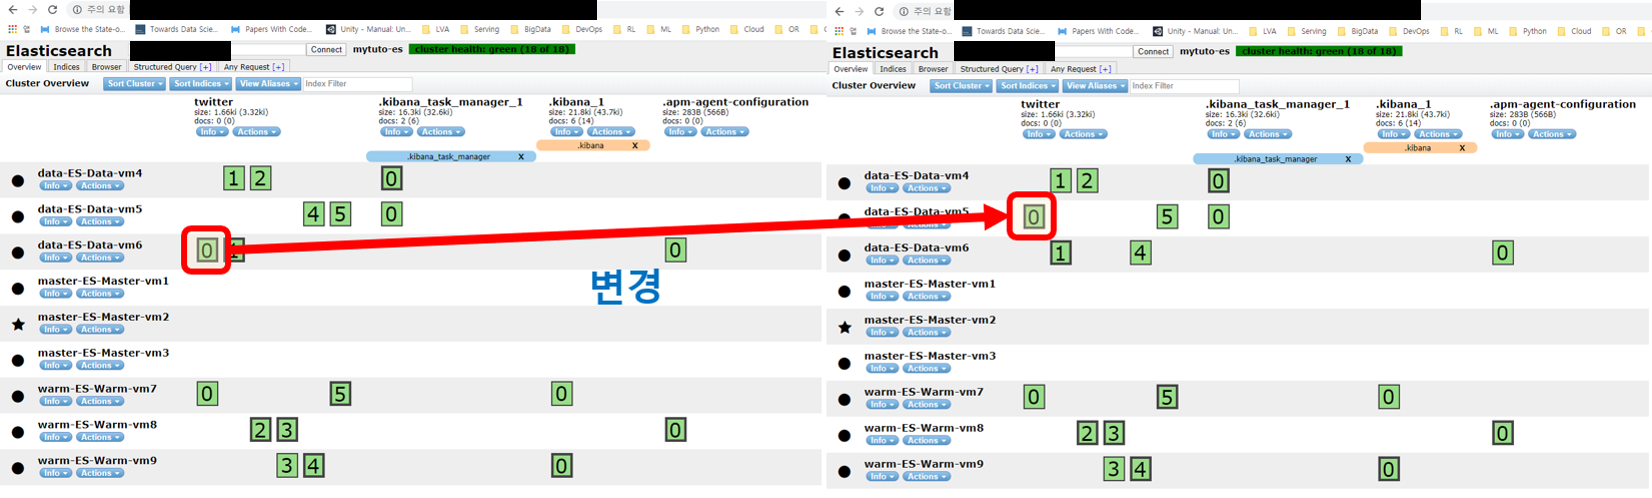 주의 요함
앱 Browse the State-o... Towards Data Scie... Papers With Code... Unity - Manual: Un... LVA Serving BigData DevOps RL ML Python Cloud OR
Elasticsearch Connect mytuto-es cluster health: green (18 of 18)
Overview Indices Browser Structured Query [+] Any Request [+]
Cluster Overview Sort Cluster Sort Indices View Aliases Index Filter
twitter .kibana_task_manager_1 .kibana_1 .apm-agent-configuration
size: 1.66ki (3.32ki) size: 16.3ki (32.6ki) size: 21.8ki (43.7ki) size: 283B (566B)
docs: 0 (0) docs: 2 (6) docs: 6 (14) docs: 0 (0)
Info Actions Info Actions Info Actions Info Actions
.kibana X
.kibana_task_manager X
data-ES-Data-vm4 1 2 0
Info Actions
data-ES-Data-vm5 4 5 0
Info Actions
data-ES-Data-vm6 0 1 0
Info Actions
master-ES-Master-vm1
Info Actions
master-ES-Master-vm2
Info Actions
master-ES-Master-vm3
Info Actions
warm-ES-Warm-vm7 0 5 0
Info Actions
warm-ES-Warm-vm8 2 3 0
Info Actions
warm-ES-Warm-vm9 3 4 0
Info Actions
변경
주의 요함
앱 Browse the State-o... Towards Data Scie... Papers With Code... Unity - Manual: Un... LVA Serving BigData DevOps RL ML Python Cloud OR
Elasticsearch Connect mytuto-es cluster health: green (18 of 18)
Overview Indices Browser Structured Query [+] Any Request [+]
Cluster Overview Sort Cluster Sort Indices View Aliases Index Filter
twitter .kibana_task_manager_1 .kibana_1 .apm-agent-configuration
size: 1.66ki (3.32ki) size: 16.3ki (32.6ki) size: 21.8ki (43.7ki) size: 283B (566B)
docs: 0 (0) docs: 2 (6) docs: 6 (14) docs: 0 (0)
Info Actions Info Actions Info Actions Info Actions
.kibana X
.kibana_task_manager X
data-ES-Data-vm4 1 2 0
Info Actions
data-ES-Data-vm5 0 5 0
Info Actions
data-ES-Data-vm6 1 4 0
Info Actions
master-ES-Master-vm1
Info Actions
master-ES-Master-vm2
Info Actions
master-ES-Master-vm3
Info Actions
warm-ES-Warm-vm7 0 5 0
Info Actions
warm-ES-Warm-vm8 2 3 0
Info Actions
warm-ES-Warm-vm9 3 4 0
Info Actions